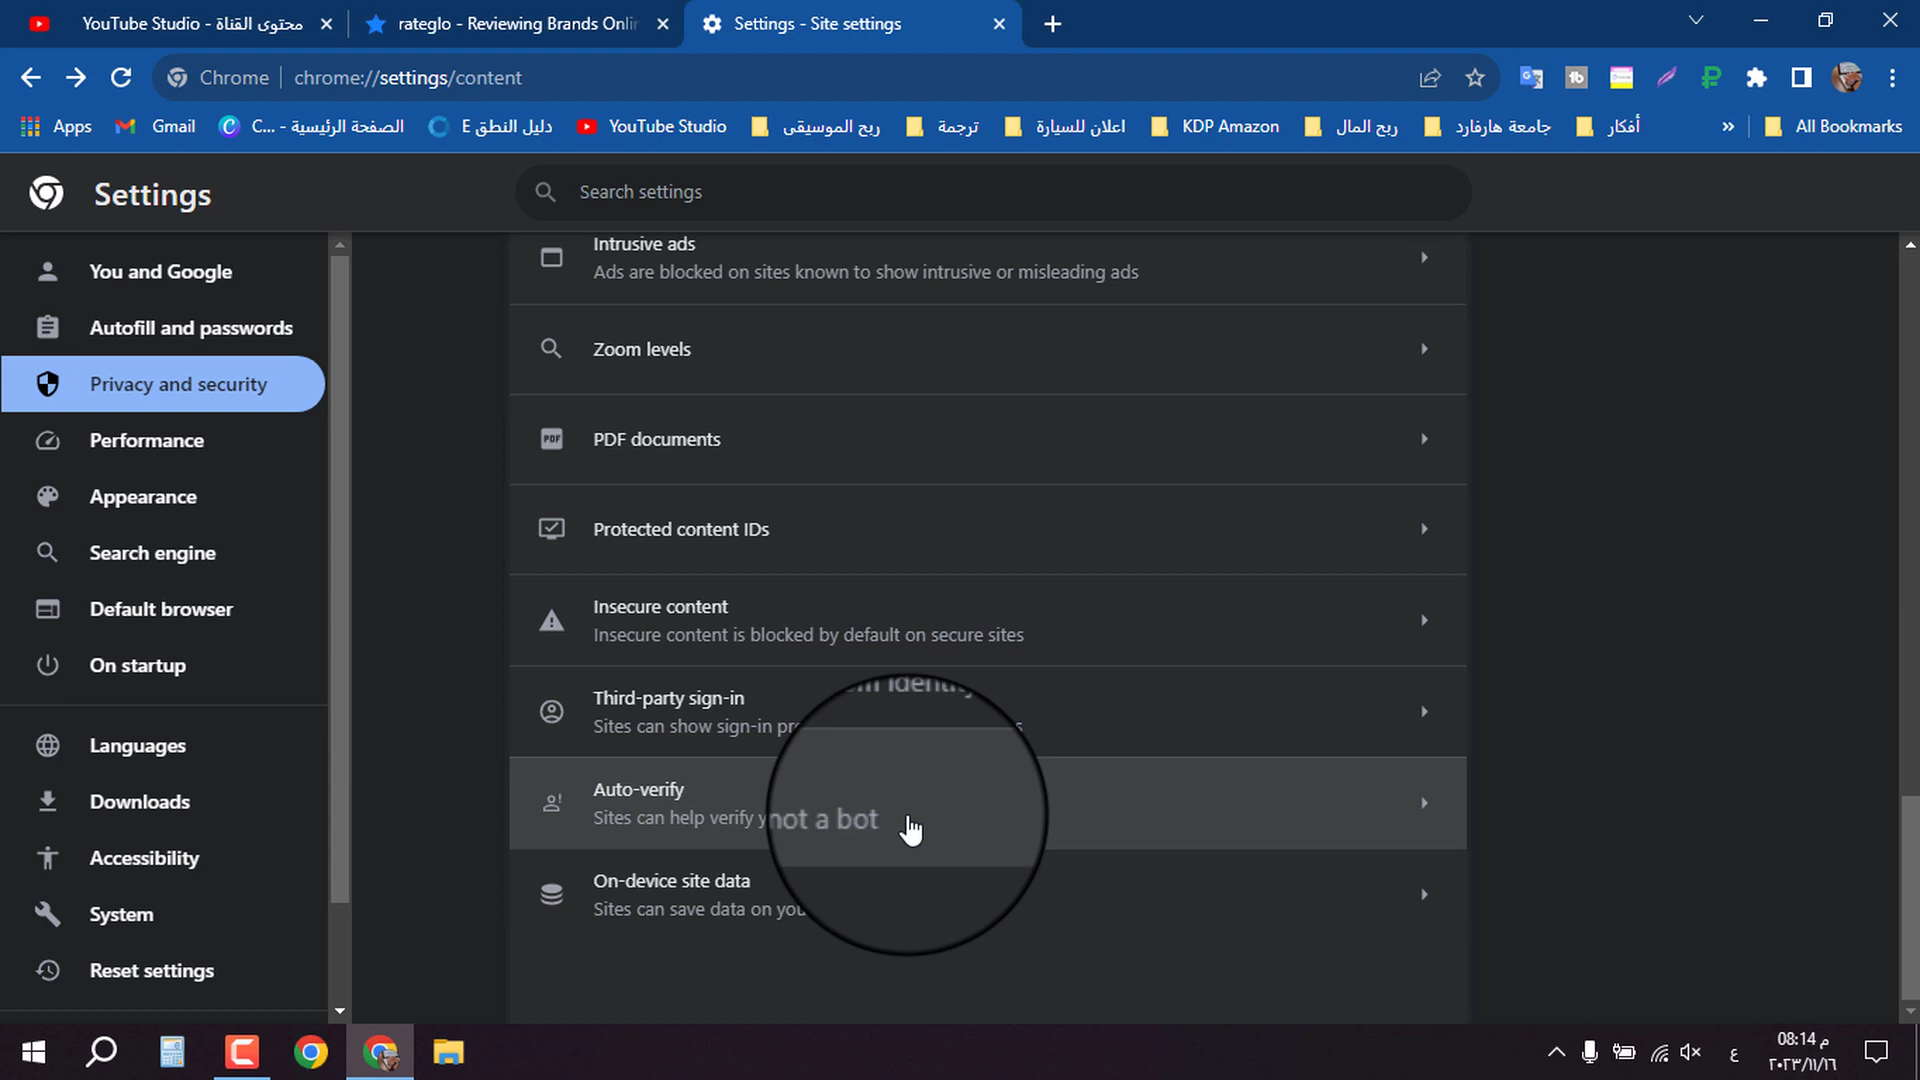 YouTube Studio - محتوى القناة
rateglo - Reviewing Brands Onli
Settings - Site settings
Chrome
chrome://settings/content
Apps
Gmail
الصفحة الرئيسية - ...C
دليل النطق E
YouTube Studio
ربح الموسيقى
ترجمة
اعلان للسيارة
KDP Amazon
ربح المال
جامعة هارفارد
أفكار
»
All Bookmarks
Settings
Search settings
You and Google
Autofill and passwords
Privacy and security
Performance
Appearance
Search engine
Default browser
On startup
Languages
Downloads
Accessibility
System
Reset settings
Intrusive ads
Ads are blocked on sites known to show intrusive or misleading ads
Zoom levels
PDF
PDF documents
Protected content IDs
Insecure content
Insecure content is blocked by default on secure sites
Third-party sign-in
Sites can show sign-in
Auto-verify
Sites can help verify
not a bot
On-device site data
Sites can save data on
ع
08:14 م
٢٠٢٣/١١/١٦